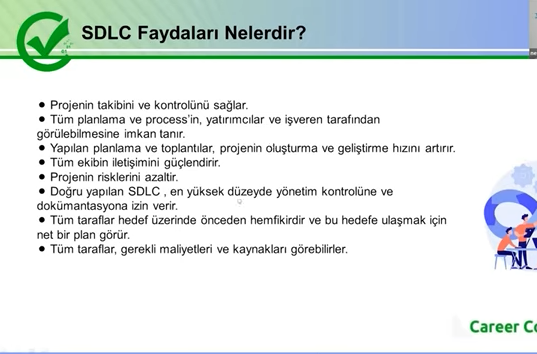 SDLC Faydaları Nelerdir?
● Projenin takibini ve kontrolünü sağlar.
● Tüm planlama ve process’in, yatırımcılar ve işveren tarafından
görülebilmesine imkan tanır.
● Yapılan planlama ve toplantılar, projenin oluşturma ve geliştirme hızını artırır.
● Tüm ekibin iletişimini güçlendirir.
● Projenin risklerini azaltir.
● Doğru yapılan SDLC , en yüksek düzeyde yönetim kontrolüne ve
dokümantasyona izin verir.
● Tüm taraflar hedef üzerinde önceden hemfikirdir ve bu hedefe ulaşmak için
net bir plan görür.
● Tüm taraflar, gerekli maliyetleri ve kaynakları görebilirler.
Career Co